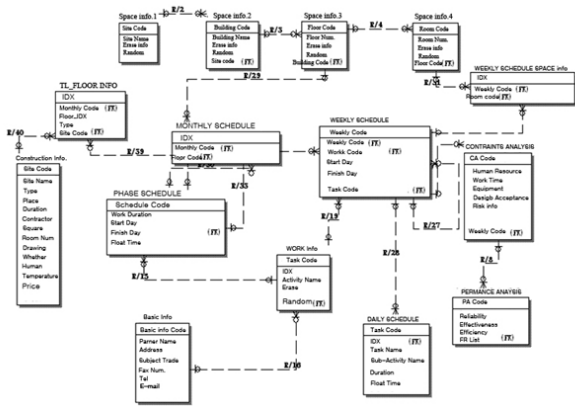 Space info.1
Site Code
Site Name
Erase info
Random
E/2
Space info.2
Building Code
Building Name
Erase info
Random
Site code (FK)
E/3
Space info.3
Floor Code
Floor Num.
Erase info
Random
Building Code(FK)
E/4
Space info.4
Room Code
Room Num.
Erase info
Random
Floor Code(FK)
WEEKLY SCHEDULE SPACE info
IDX
Weekly Code (FK)
Room code(FK)
TL_FLOOR INFO
IDX
Monthly Code (FK)
Floor_IDX
Type
Site Code (FK)
E/40
E/39
E/23
MONTHLY SCHEDULE
IDX
Monthly Code (FK)
Floor Code(FK)
E/35
WEEKLY SCHEDULE
Weekly Code
Weekly Code (FK)
Workk Code (FK)
Start Day
Finish Day
Task Code . (FK)
CONTRAINTS ANALYSIS
CA Code
Human Resource
Work Time
Equipment
Desigb Acceptance
Risk info
Weekly Code (FK)
E/27
E/8
PERMANCE ANAYSIS
PA Code
Reliability
Effectiveness
Efficiency (FK)
FR List
Construction Info.
Site Code
Site Name
Type
Place
Duration
Contractor
Square
Room Num
Drawing
Whether
Human
Temperature
Price
PHASE SCHEDULE
Schedule Code
Work Duration
Start Day
Finish Day (FK)
Float Time
E/15
WORK Info
Task Code
IDX
Activity Name
Erase
Random(FK)
E/13
E/28
E/16
Basic Info
Basic info Code
Parner Name
Address
Subject Trade
Fax Num.
Tel
E-mail
DAILY SCHEDULE
Task Code
IDX (FK)
Task Name
Sub-Activity Name
Duration
Float Time